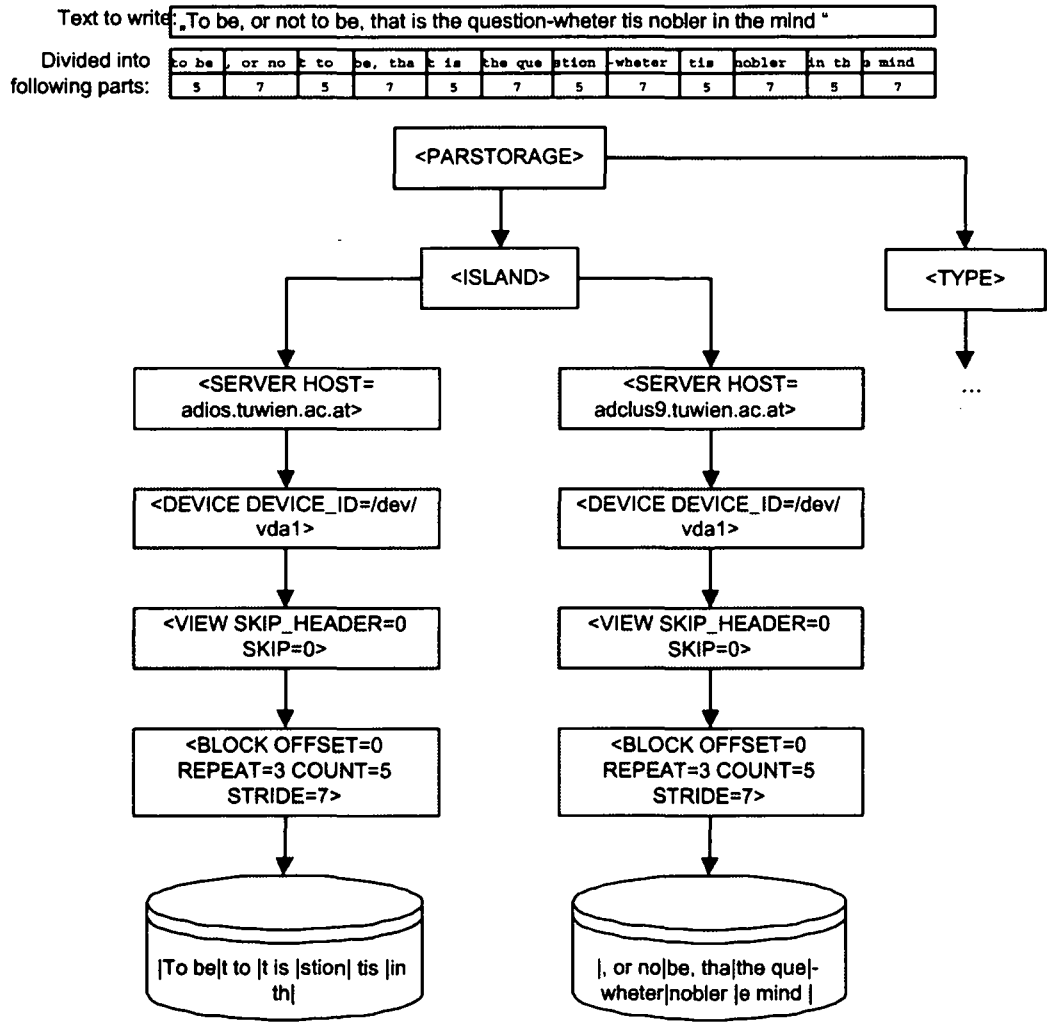 Text to write: „To be, or not to be, that is the question-wheter tis nobler in the mind “
Divided into following parts:
to be , or no t to be, tha t is the que stion -wheter tis nobler in th e mind
5 7 5 7 5 7 5 7 5 7 5 7
<PARSTORAGE>
<ISLAND>
<TYPE>
...
<SERVER HOST=
adios.tuwien.ac.at>
<SERVER HOST=
adclus9.tuwien.ac.at>
<DEVICE DEVICE_ID=/dev/
vda1>
<DEVICE DEVICE_ID=/dev/
vda1>
<VIEW SKIP_HEADER=0
SKIP=0>
<VIEW SKIP_HEADER=0
SKIP=0>
<BLOCK OFFSET=0
REPEAT=3 COUNT=5
STRIDE=7>
<BLOCK OFFSET=0
REPEAT=3 COUNT=5
STRIDE=7>
|To be|t to |t is |stion| tis |in
th|
|, or no|be, tha|the que|-
wheter|nobler |e mind |